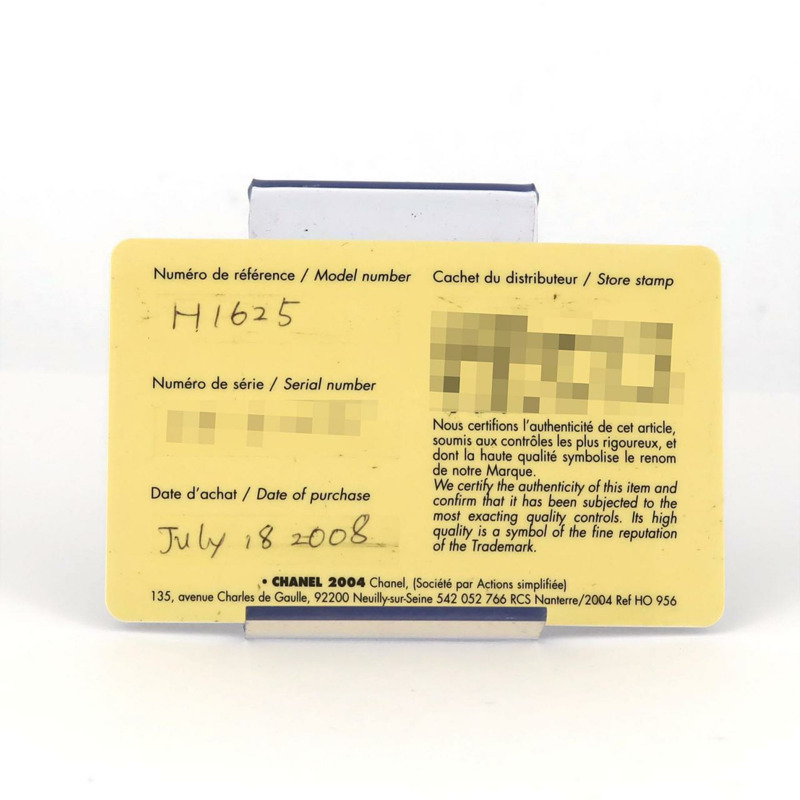 Numéro de référence / Model number
H1625
Numéro de série / Serial number
Date d'achat / Date of purchase
July 18 2008
Cachet du distributeur / Store stamp
Nous certifions l'authenticité de cet article,
soumis aux contrôles les plus rigoureux, et
dont la haute qualité symbolise le renom
de notre Marque.
We certify the authenticity of this item and
confirm that it has been subjected to the
most exacting quality controls. Its high
quality is a symbol of the fine reputation
of the Trademark.
• CHANEL 2004 Chanel, (Société par Actions simplifiée)
135, avenue Charles de Gaulle, 92200 Neuilly-sur-Seine 542 052 766 RCS Nanterre/2004 Ref HO 956